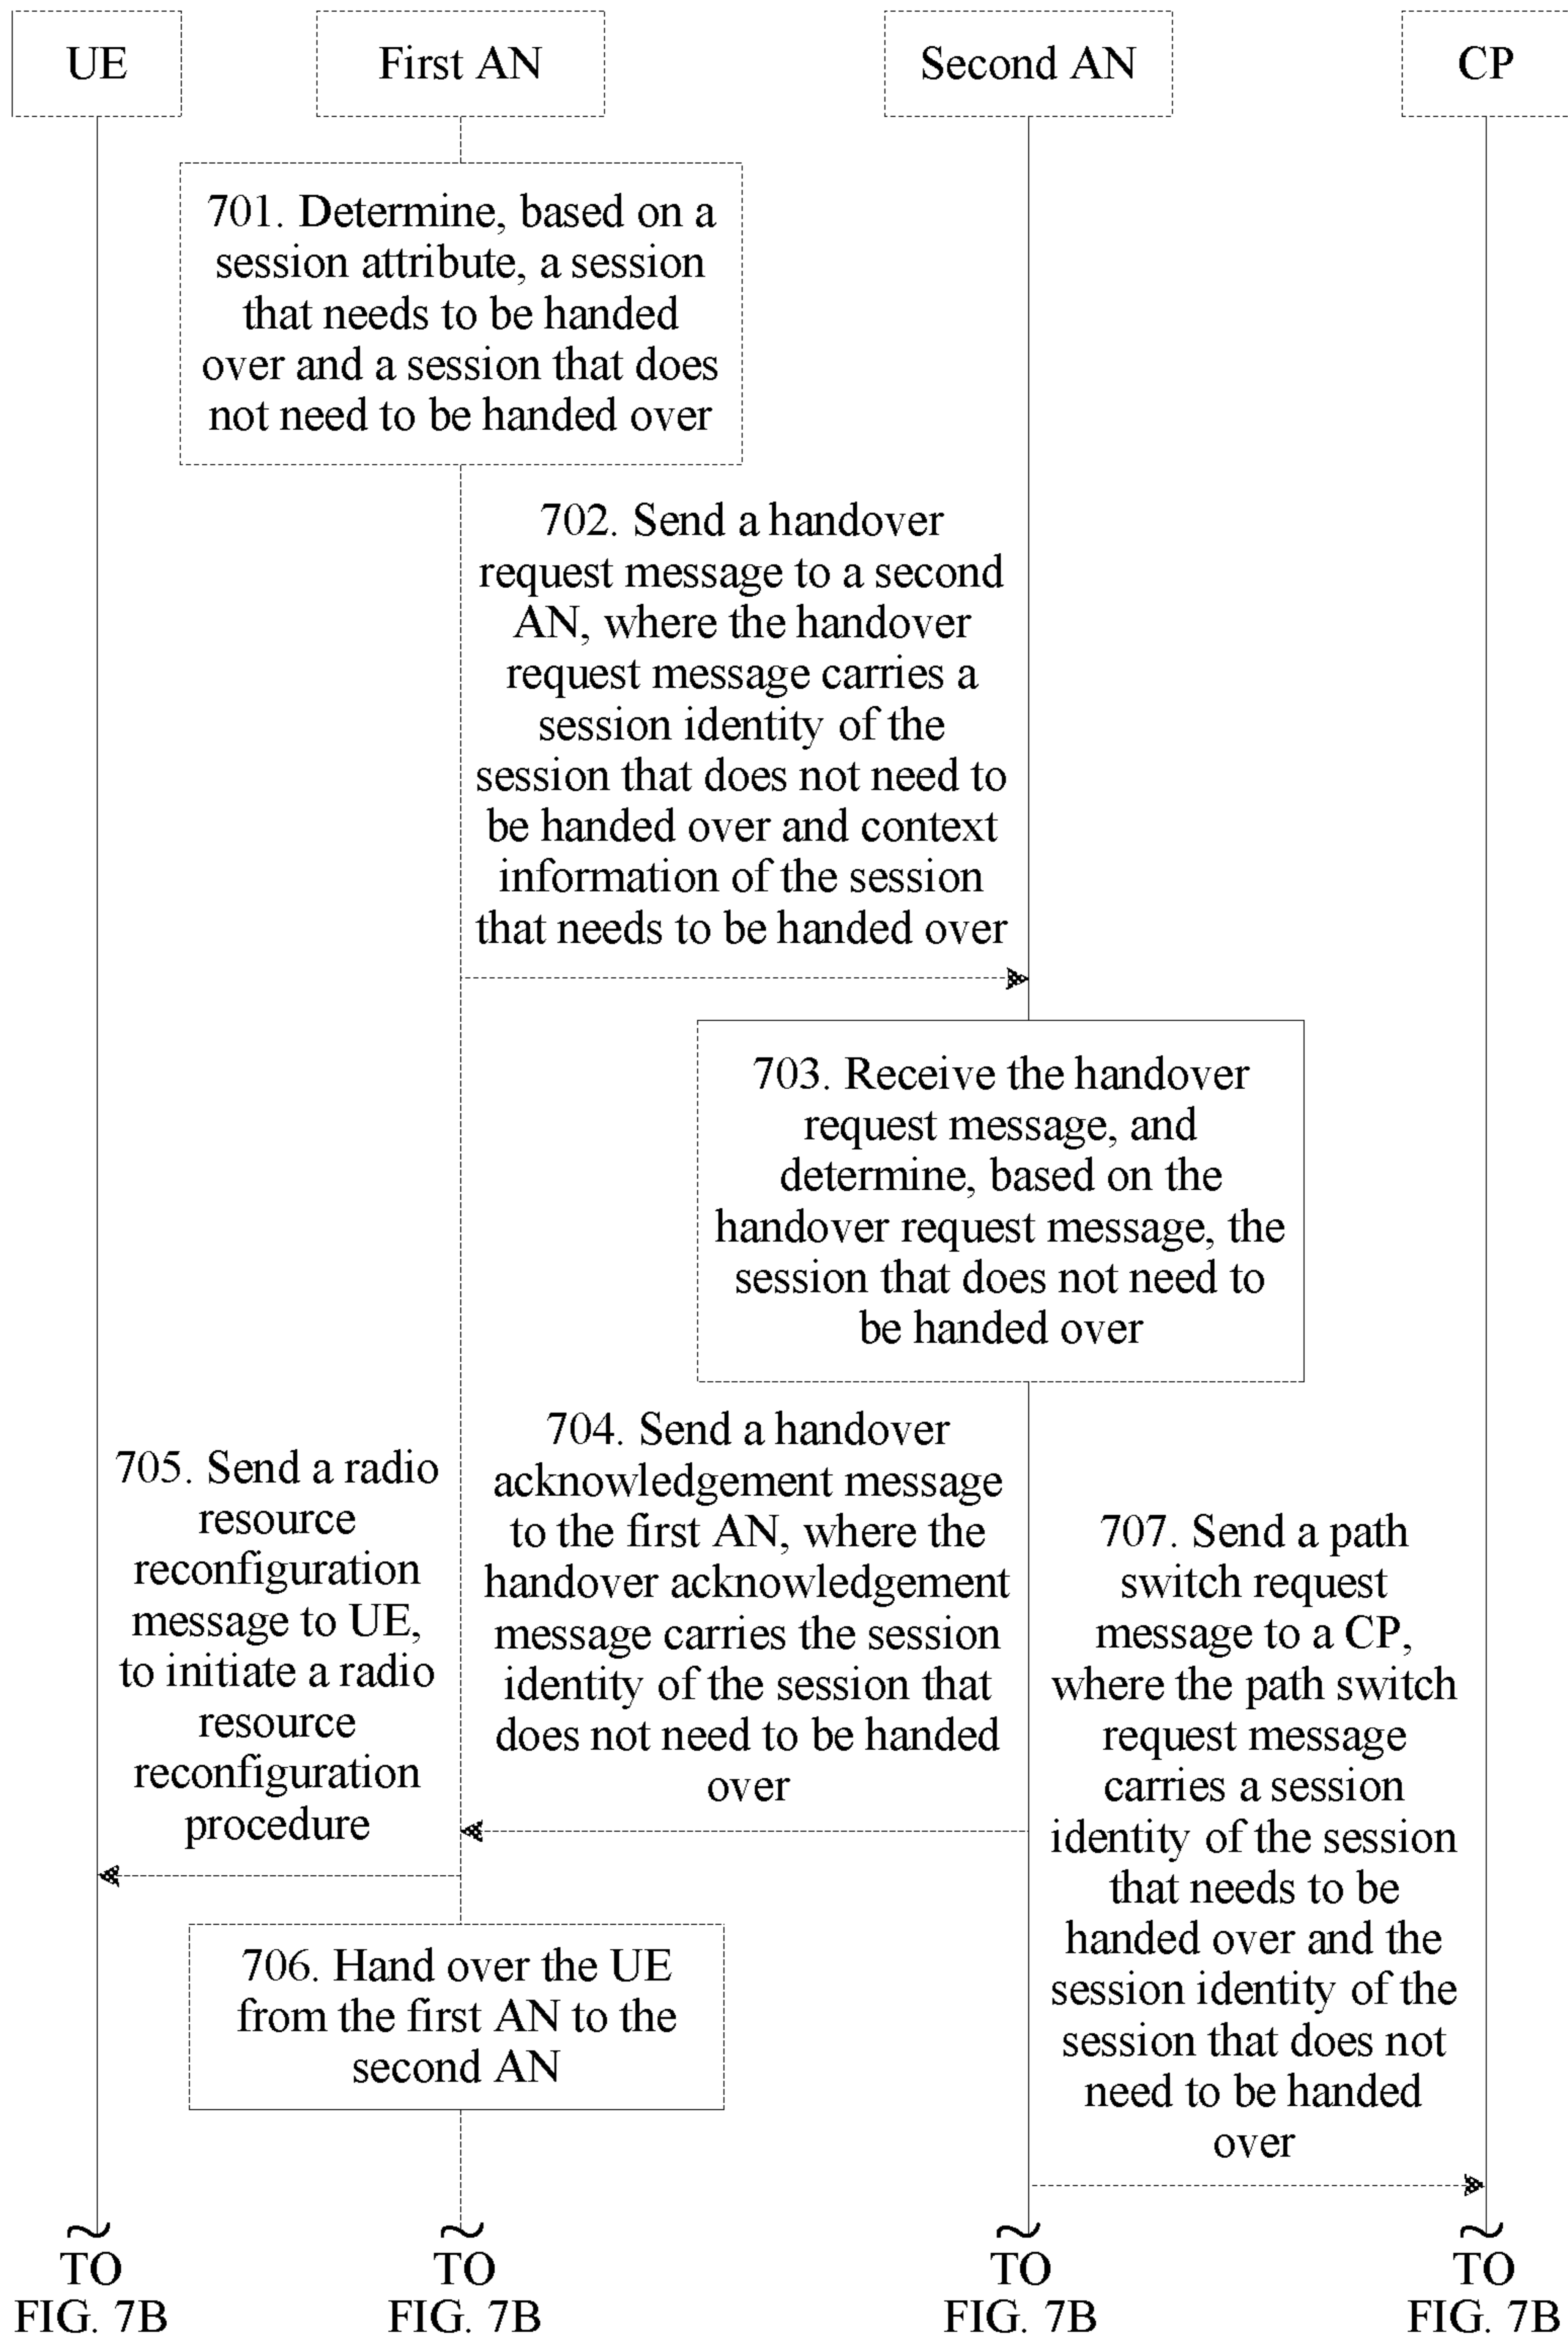 UE
First AN
Second AN
CP
701. Determine, based on a
session attribute, a session
that needs to be handed
over and a session that does
not need to be handed over
702. Send a handover
request message to a second
AN, where the handover
request message carries a
session identity of the
session that does not need to
be handed over and context
information of the session
that needs to be handed over
703. Receive the handover
request message, and
determine, based on the
handover request message, the
session that does not need to
be handed over
704. Send a handover
acknowledgement message
to the first AN, where the
handover acknowledgement
message carries the session
identity of the session that
does not need to be handed
over
705. Send a radio
resource
reconfiguration
message to UE,
to initiate a radio
resource
reconfiguration
procedure
706. Hand over the UE
from the first AN to the
second AN
707. Send a path
switch request
message to a CP,
where the path switch
request message
carries a session
identity of the session
that needs to be
handed over and the
session identity of the
session that does not
need to be handed
over
TO
FIG. 7B
TO
FIG. 7B
TO
FIG. 7B
TO
FIG. 7B